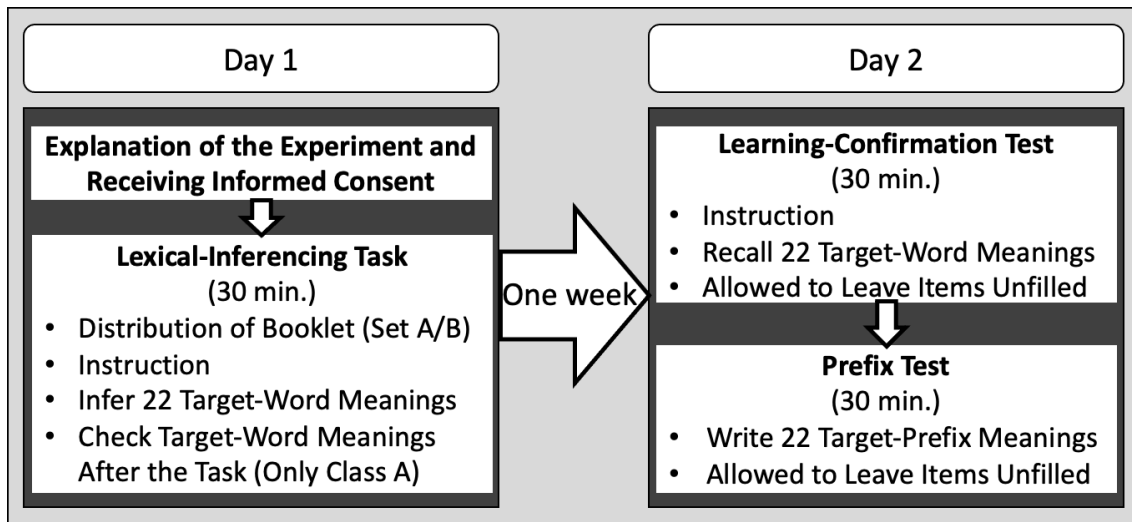 Day 1
Explanation of the Experiment and
Receiving Informed Consent
Lexical-Inferencing Task
(30 min.)
• Distribution of Booklet (Set A/B)
• Instruction
• Infer 22 Target-Word Meanings
• Check Target-Word Meanings
After the Task (Only Class A)
One week
Day 2
Learning-Confirmation Test
(30 min.)
• Instruction
• Recall 22 Target-Word Meanings
• Allowed to Leave Items Unfilled
Prefix Test
(30 min.)
• Write 22 Target-Prefix Meanings
• Allowed to Leave Items Unfilled